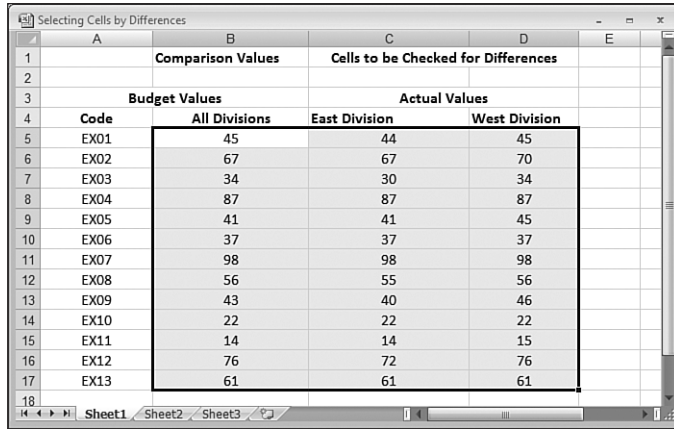 Selecting Cells by Differences
A B C D E
1 Comparison Values Cells to be Checked for Differences
2
3 Budget Values Actual Values
4 Code All Divisions East Division West Division
5 EX01 45 44 45
6 EX02 67 67 70
7 EX03 34 30 34
8 EX04 87 87 87
9 EX05 41 41 45
10 EX06 37 37 37
11 EX07 98 98 98
12 EX08 56 55 56
13 EX09 43 40 46
14 EX10 22 22 22
15 EX11 14 14 15
16 EX12 76 72 76
17 EX13 61 61 61
18
Sheet1 Sheet2 Sheet3